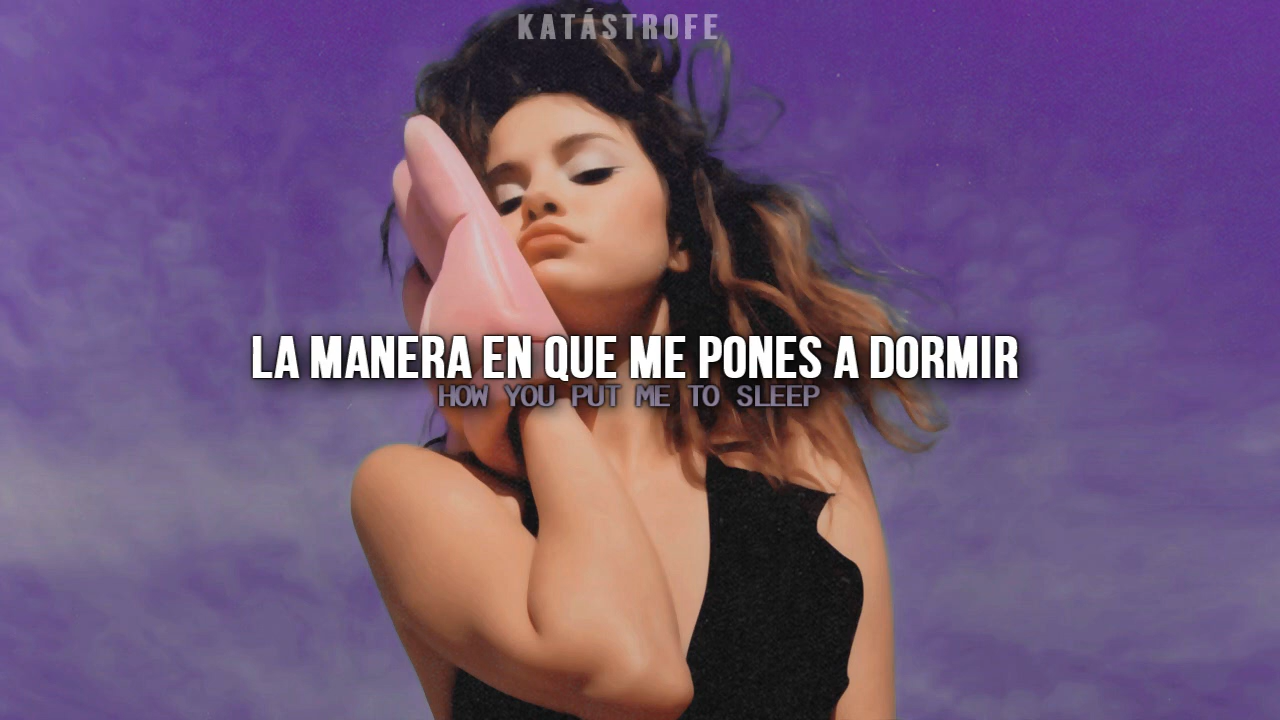 KATÁSTROFE
LA MANERA EN QUE ME PONES A DORMIR
HOW YOU PUT ME TO SLEEP